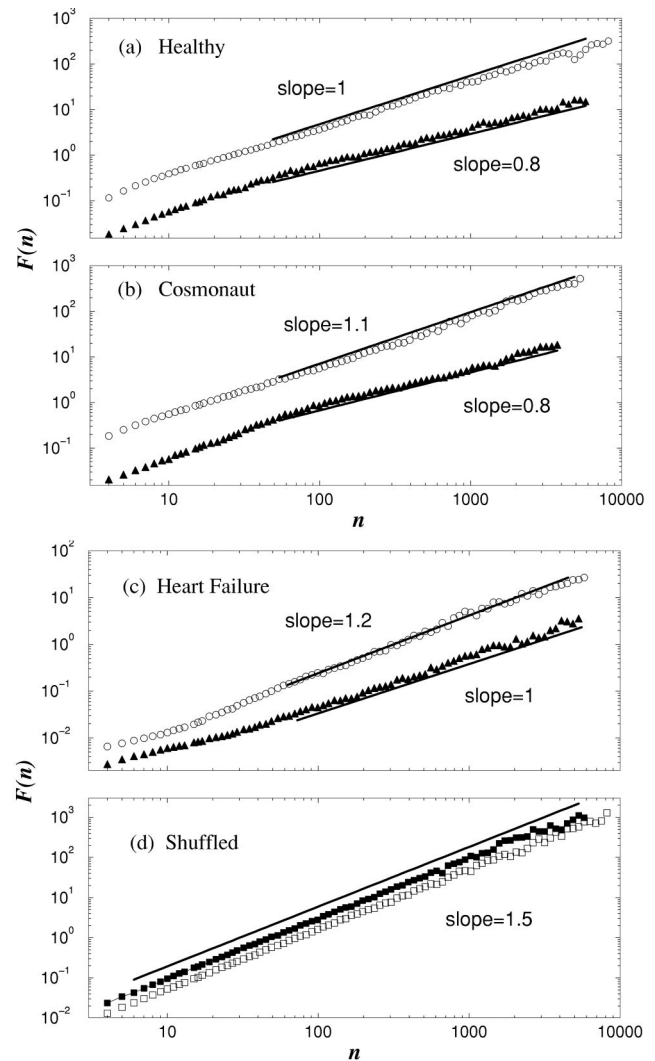 10³
(a) Healthy
10²
slope=1
10¹
10⁰
slope=0.8
10⁻¹
F(n)
10³
(b) Cosmonaut
10²
slope=1.1
10¹
10⁰
slope=0.8
10⁻¹
10 100 1000 10000
n
10²
(c) Heart Failure
10¹
slope=1.2
10⁰
10⁻¹
slope=1
10⁻²
F(n)
10³
(d) Shuffled
10²
10¹
slope=1.5
10⁰
10⁻¹
10⁻²
10 100 1000 10000
n